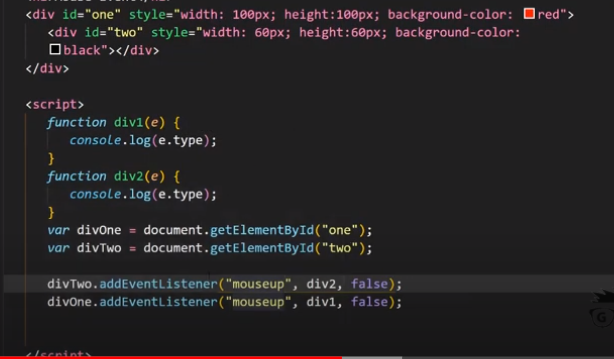 <div id="one" style="width: 100px; height:100px; background-color: red">
<div id="two" style="width: 60px; height:60px; background-color:
black"></div>
</div>
<script>
function div1(e) {
console.log(e.type);
}
function div2(e) {
console.log(e.type);
}
var divOne = document.getElementById("one");
var divTwo = document.getElementById("two");
divTwo.addEventListener("mouseup", div2, false);
divOne.addEventListener("mouseup", div1, false);
</script>
G